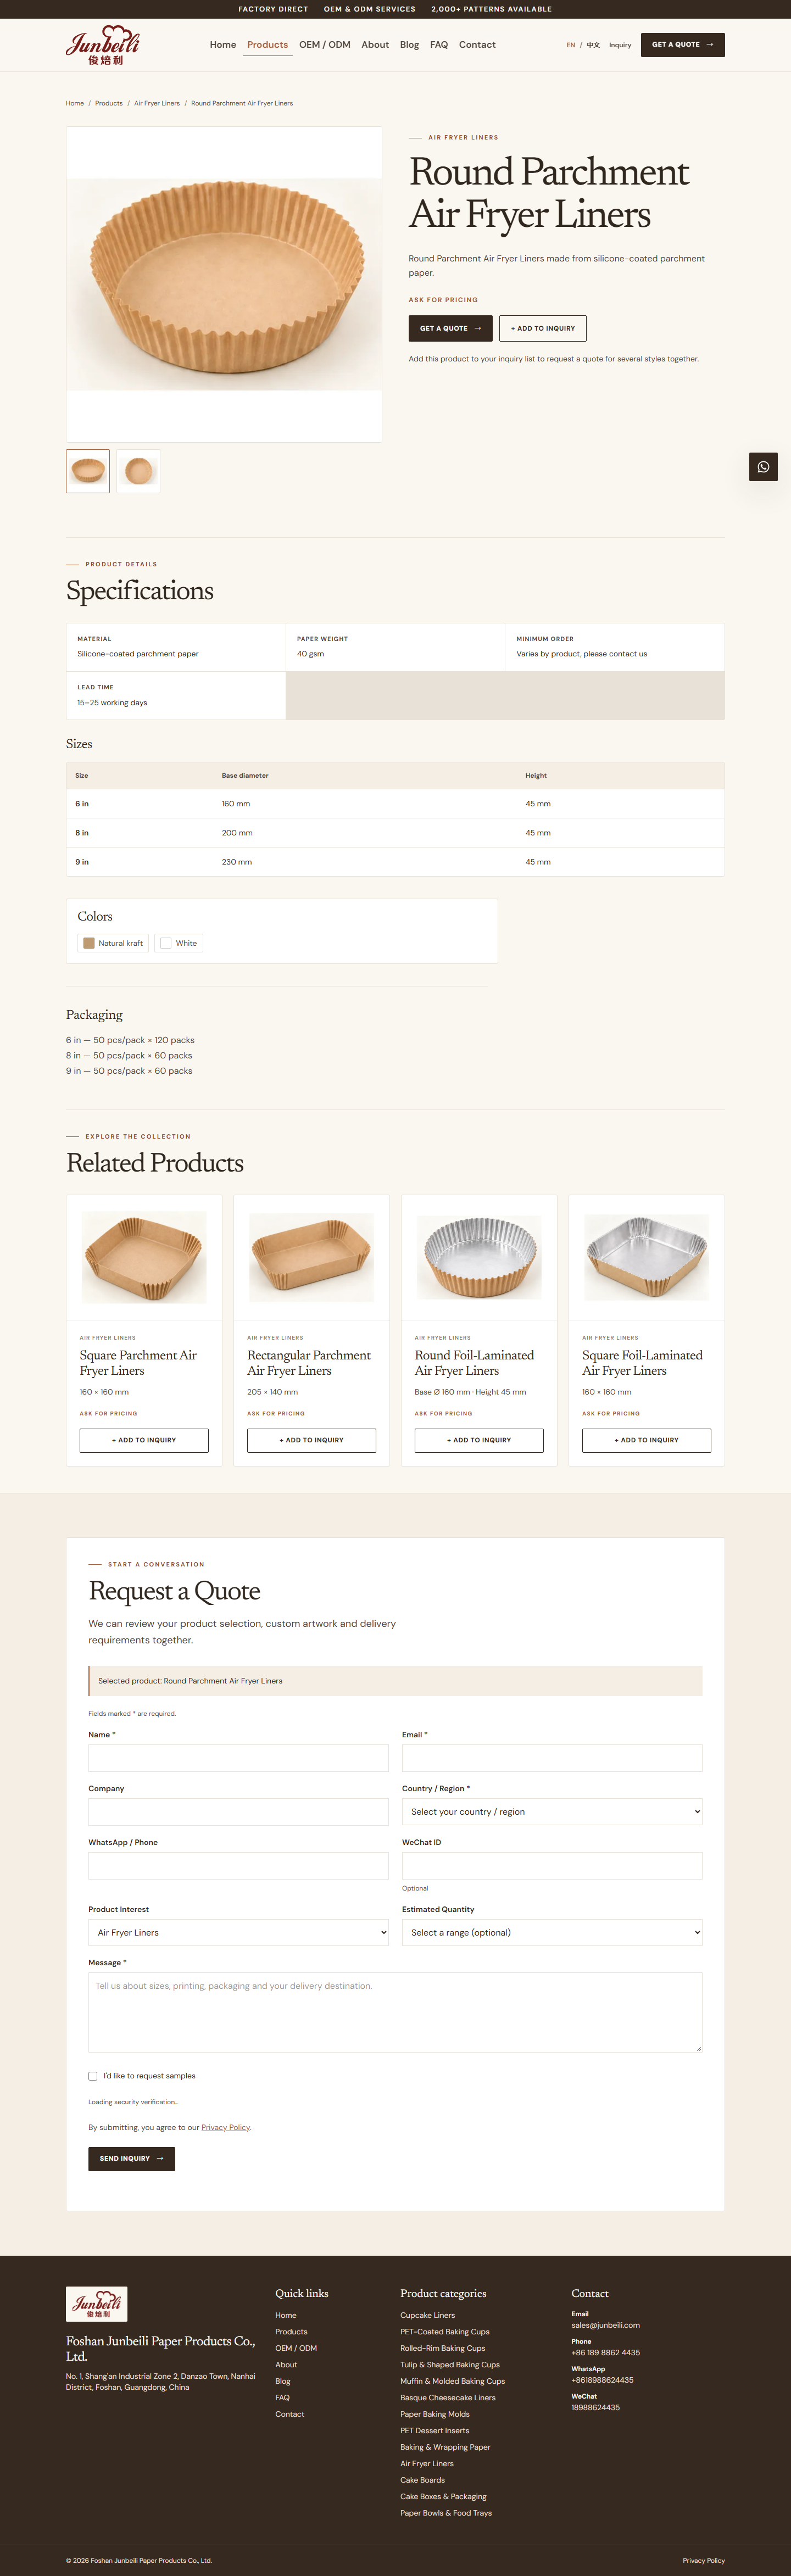 FACTORY DIRECT OEM & ODM SERVICES 2,000+ PATTERNS AVAILABLE
Junbeili
俊焙利
Home Products OEM / ODM About Blog FAQ Contact
EN / 中文 Inquiry GET A QUOTE →
Home / Products / Air Fryer Liners / Round Parchment Air Fryer Liners
AIR FRYER LINERS
Round Parchment
Air Fryer Liners
Round Parchment Air Fryer Liners made from silicone-coated parchment
paper.
ASK FOR PRICING
GET A QUOTE → + ADD TO INQUIRY
Add this product to your inquiry list to request a quote for several styles together.
PRODUCT DETAILS
Specifications
MATERIAL PAPER WEIGHT MINIMUM ORDER
Silicone-coated parchment paper 40 gsm Varies by product, please contact us
LEAD TIME
15–25 working days
Sizes
Size Base diameter Height
6 in 160 mm 45 mm
8 in 200 mm 45 mm
9 in 230 mm 45 mm
Colors
Natural kraft White
Packaging
6 in — 50 pcs/pack × 120 packs
8 in — 50 pcs/pack × 60 packs
9 in — 50 pcs/pack × 60 packs
EXPLORE THE COLLECTION
Related Products
AIR FRYER LINERS AIR FRYER LINERS AIR FRYER LINERS AIR FRYER LINERS
Square Parchment Air Rectangular Parchment Round Foil-Laminated Square Foil-Laminated
Fryer Liners Air Fryer Liners Air Fryer Liners Air Fryer Liners
160 × 160 mm 205 × 140 mm Base Ø 160 mm · Height 45 mm 160 × 160 mm
ASK FOR PRICING ASK FOR PRICING ASK FOR PRICING ASK FOR PRICING
+ ADD TO INQUIRY + ADD TO INQUIRY + ADD TO INQUIRY + ADD TO INQUIRY
START A CONVERSATION
Request a Quote
We can review your product selection, custom artwork and delivery
requirements together.
Selected product: Round Parchment Air Fryer Liners
Fields marked * are required.
Name * Email *
Company Country / Region *
Select your country / region
WhatsApp / Phone WeChat ID
Optional
Product Interest Estimated Quantity
Air Fryer Liners Select a range (optional)
Message *
Tell us about sizes, printing, packaging and your delivery destination.
I'd like to request samples
Loading security verification…
By submitting, you agree to our Privacy Policy.
SEND INQUIRY →
Junbeili
俊焙利
Foshan Junbeili Paper Products Co.,
Ltd.
No. 1, Shang'an Industrial Zone 2, Danzao Town, Nanhai
District, Foshan, Guangdong, China
Quick links
Home
Products
OEM / ODM
About
Blog
FAQ
Contact
Product categories
Cupcake Liners
PET-Coated Baking Cups
Rolled-Rim Baking Cups
Tulip & Shaped Baking Cups
Muffin & Molded Baking Cups
Basque Cheesecake Liners
Paper Baking Molds
PET Dessert Inserts
Baking & Wrapping Paper
Air Fryer Liners
Cake Boards
Cake Boxes & Packaging
Paper Bowls & Food Trays
Contact
Email
sales@junbeili.com
Phone
+86 189 8862 4435
WhatsApp
+8618988624435
WeChat
18988624435
© 2026 Foshan Junbeili Paper Products Co., Ltd. Privacy Policy